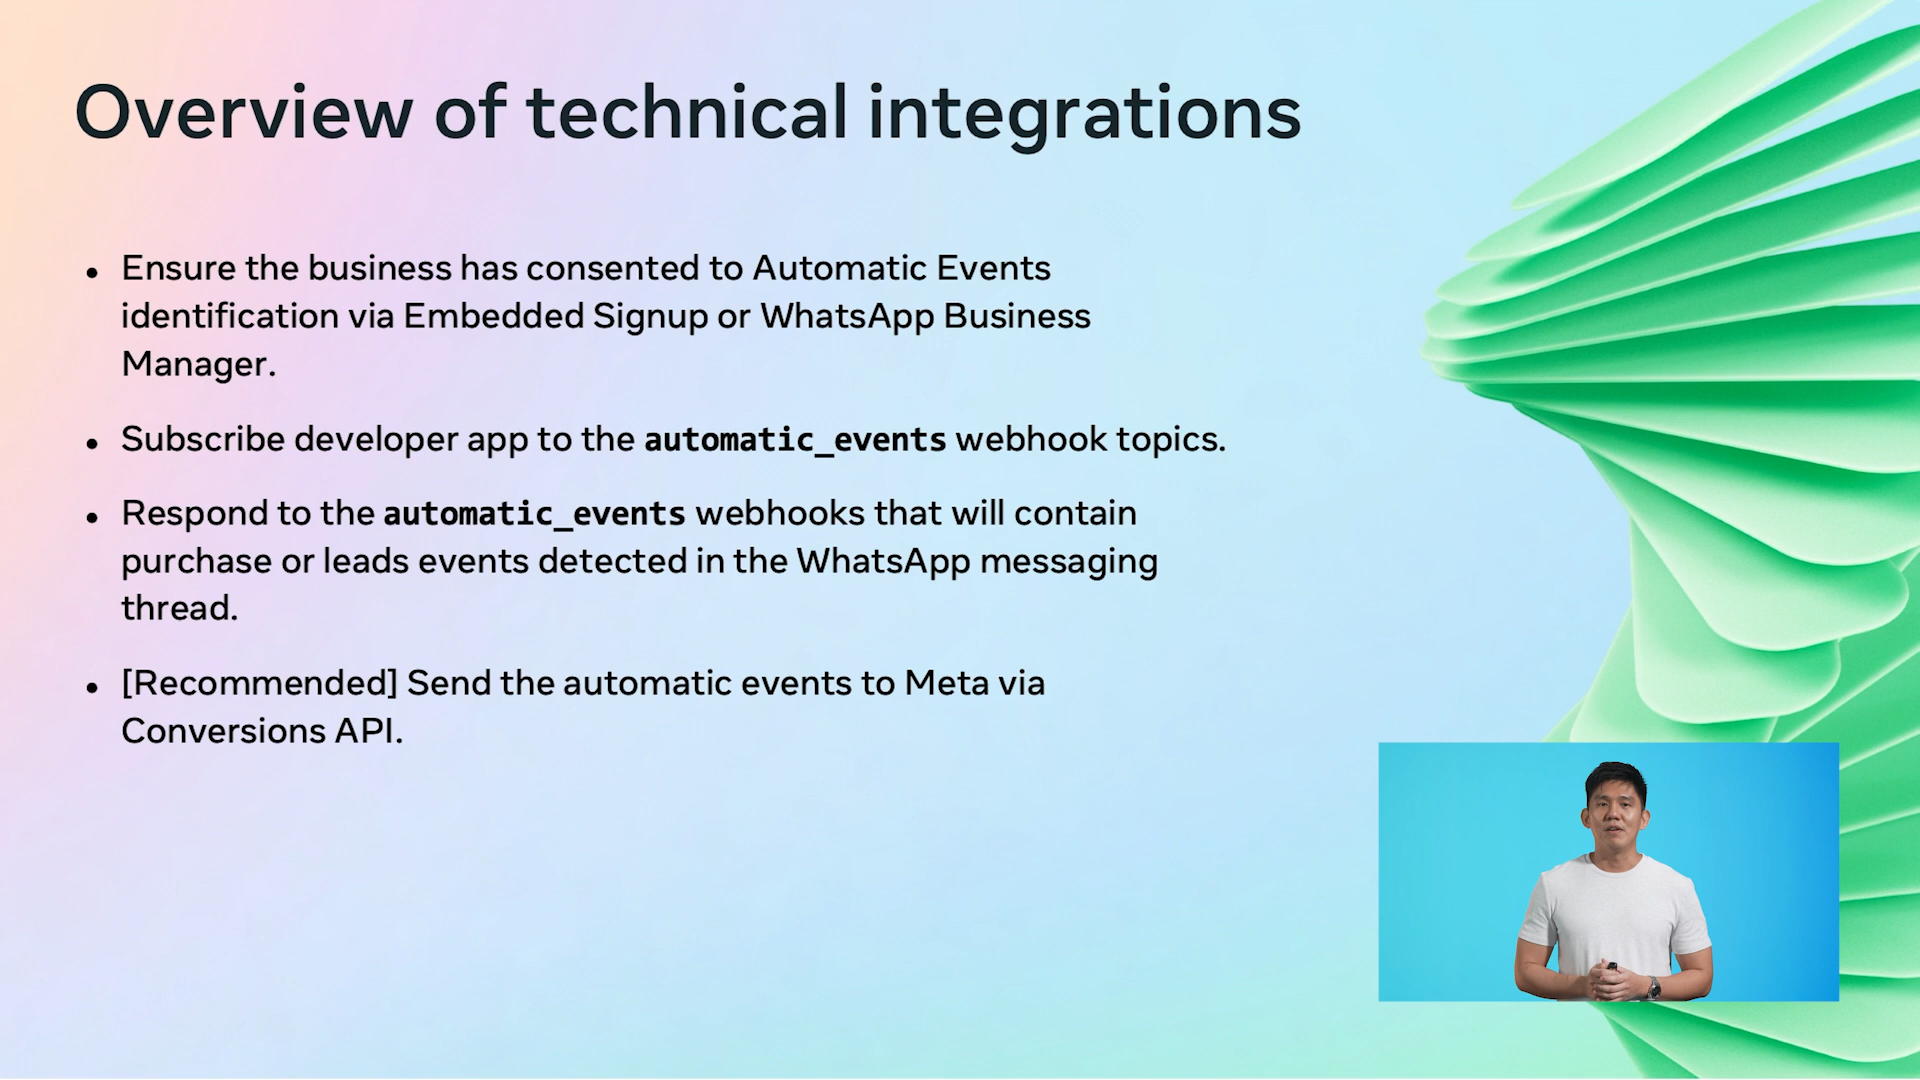 Overview of technical integrations
• Ensure the business has consented to Automatic Events
identification via Embedded Signup or WhatsApp Business
Manager.
• Subscribe developer app to the automatic_events webhook topics.
• Respond to the automatic_events webhooks that will contain
purchase or leads events detected in the WhatsApp messaging
thread.
• [Recommended] Send the automatic events to Meta via
Conversions API.